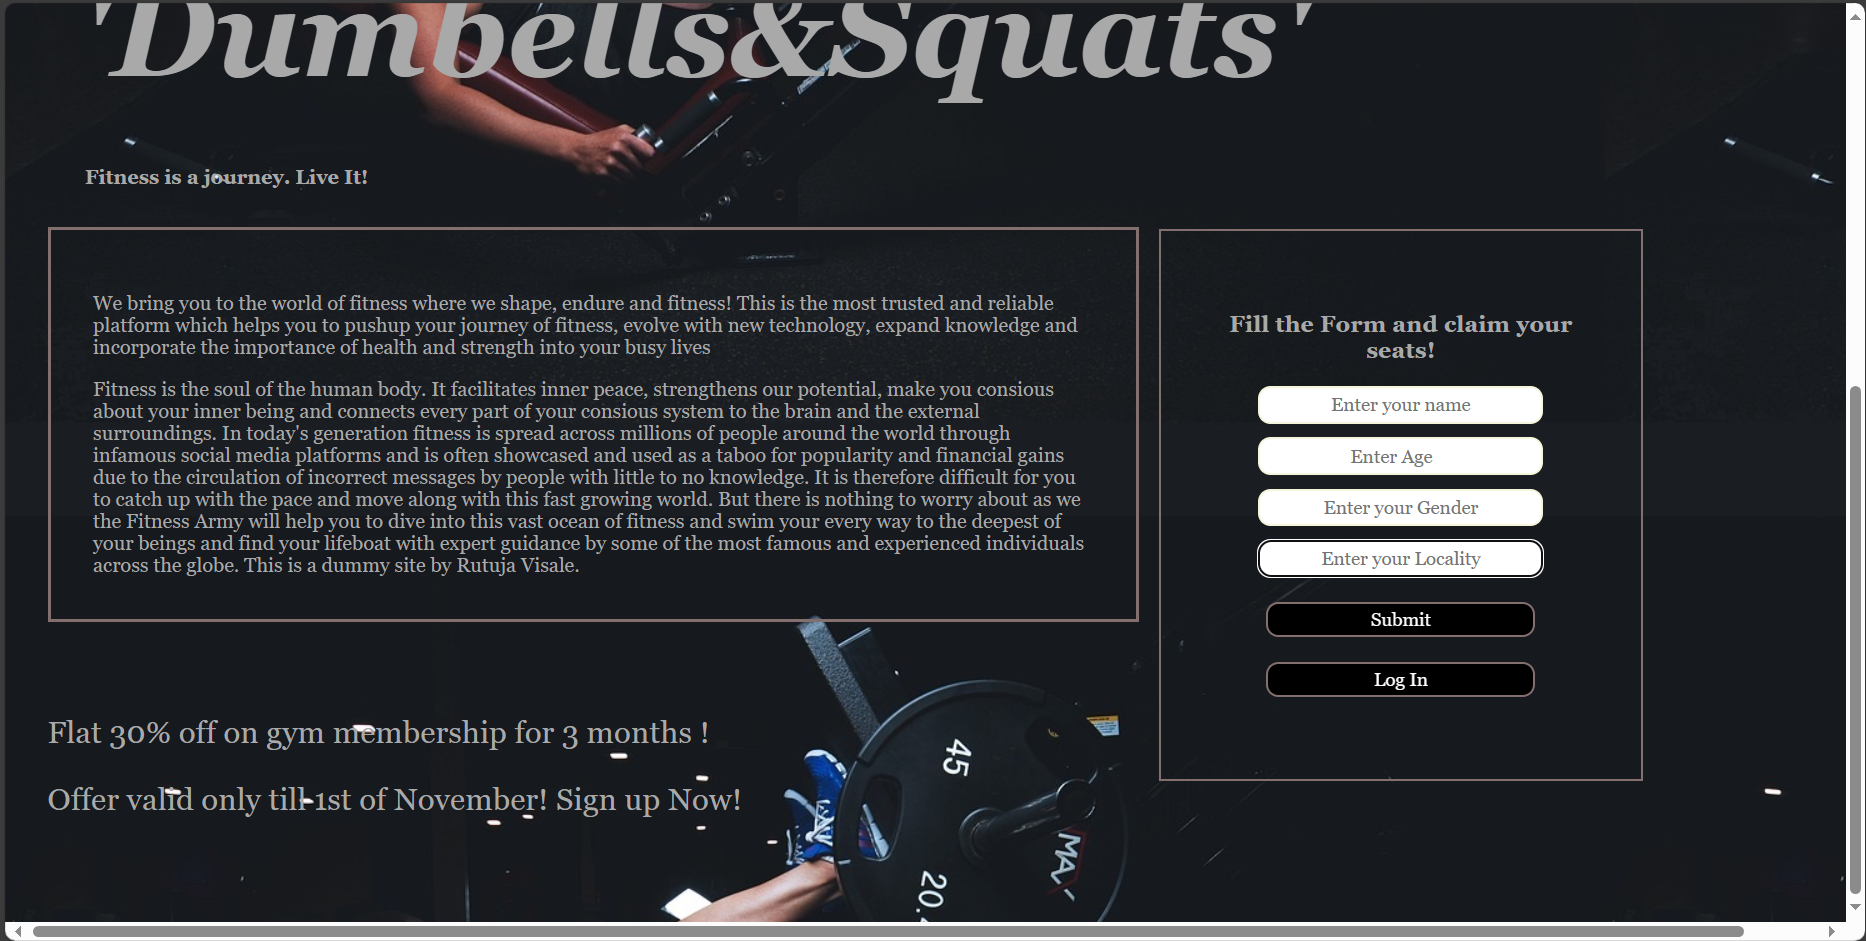 'Dumbells&Squats'
Fitness is a journey. Live It!
We bring you to the world of fitness where we shape, endure and fitness! This is the most trusted and reliable
platform which helps you to pushup your journey of fitness, evolve with new technology, expand knowledge and
incorporate the importance of health and strength into your busy lives
Fitness is the soul of the human body. It facilitates inner peace, strengthens our potential, make you consious
about your inner being and connects every part of your consious system to the brain and the external
surroundings. In today's generation fitness is spread across millions of people around the world through
infamous social media platforms and is often showcased and used as a taboo for popularity and financial gains
due to the circulation of incorrect messages by people with little to no knowledge. It is therefore difficult for you
to catch up with the pace and move along with this fast growing world. But there is nothing to worry about as we
the Fitness Army will help you to dive into this vast ocean of fitness and swim your every way to the deepest of
your beings and find your lifeboat with expert guidance by some of the most famous and experienced individuals
across the globe. This is a dummy site by Rutuja Visale.
Fill the Form and claim your
seats!
Enter your name
Enter Age
Enter your Gender
Enter your Locality
Submit
Log In
Flat 30% off on gym membership for 3 months !
Offer valid only till 1st of November! Sign up Now!
45